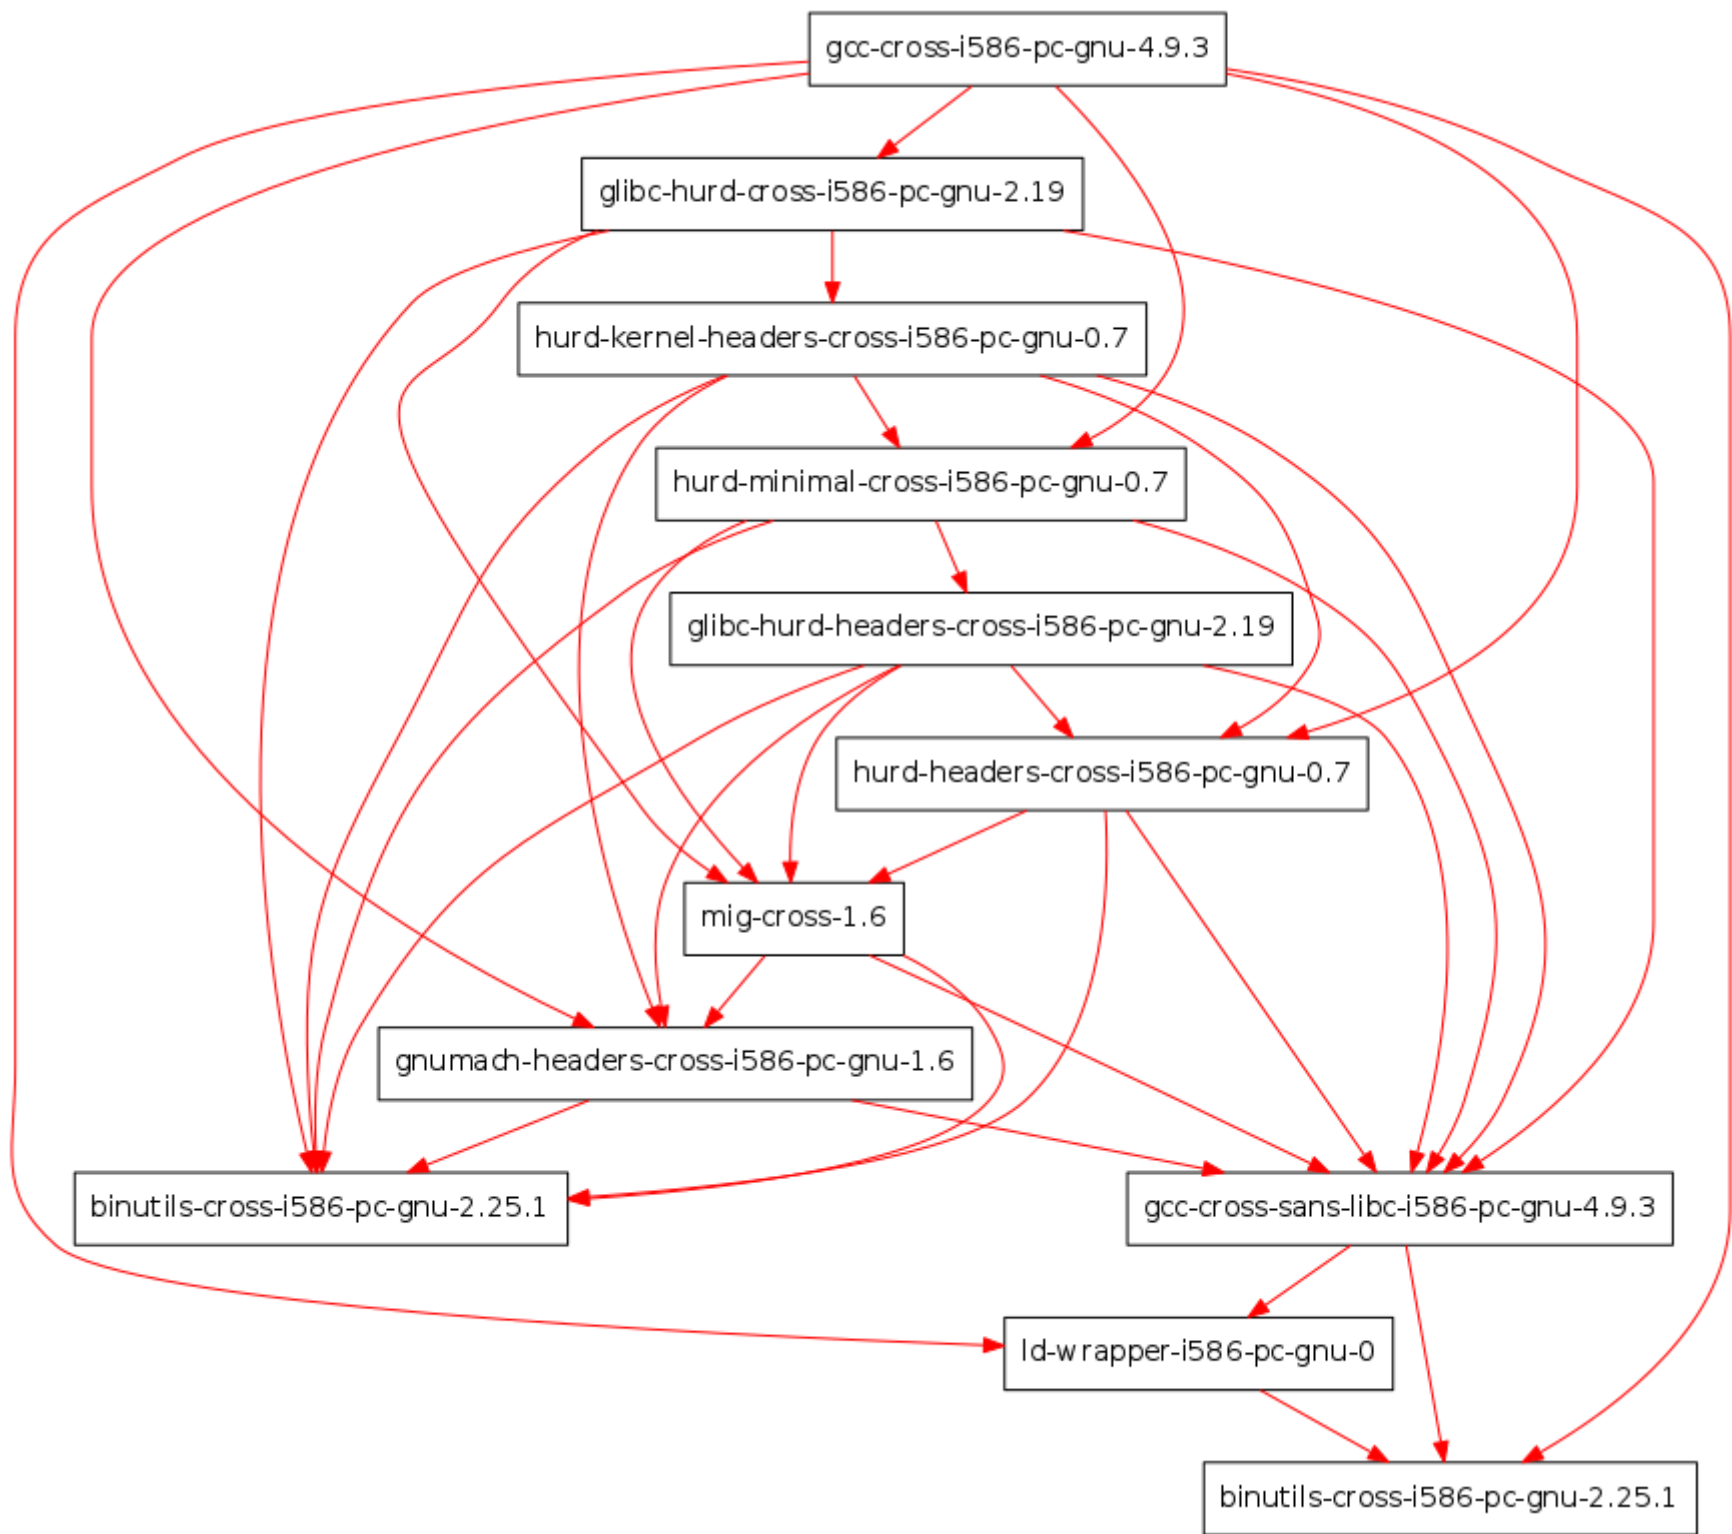 gcc-cross-i586-pc-gnu-4.9.3
glibc-hurd-cross-i586-pc-gnu-2.19
hurd-kernel-headers-cross-i586-pc-gnu-0.7
hurd-minimal-cross-i586-pc-gnu-0.7
glibc-hurd-headers-cross-i586-pc-gnu-2.19
hurd-headers-cross-i586-pc-gnu-0.7
mig-cross-1.6
gnumach-headers-cross-i586-pc-gnu-1.6
binutils-cross-i586-pc-gnu-2.25.1
gcc-cross-sans-libc-i586-pc-gnu-4.9.3
ld-wrapper-i586-pc-gnu-0
binutils-cross-i586-pc-gnu-2.25.1